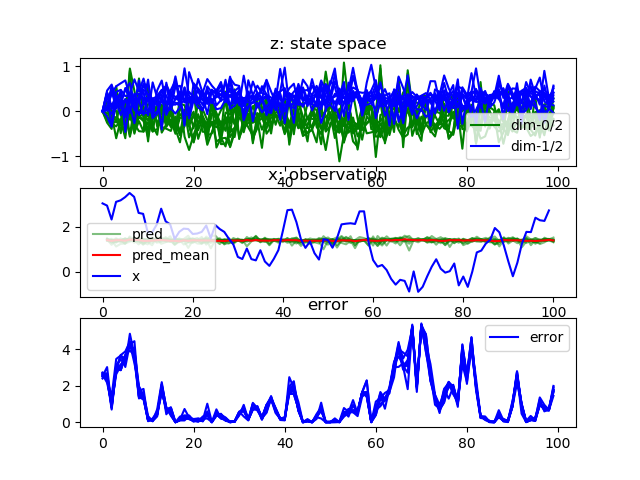 z: state space
1
0
−1
dim-0/2
dim-1/2
0 20 40 60 80 100
x: observation
2
0
pred
pred_mean
x
0 20 40 60 80 100
error
4
2
0
error
0 20 40 60 80 100